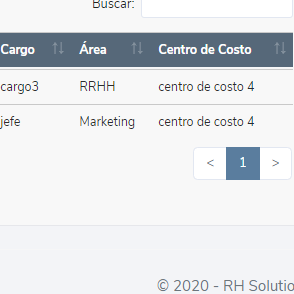 Buscar:
Cargo Área Centro de Costo
cargo3 RRHH centro de costo 4
jefe Marketing centro de costo 4
< 1 >
© 2020 - RH Solutio